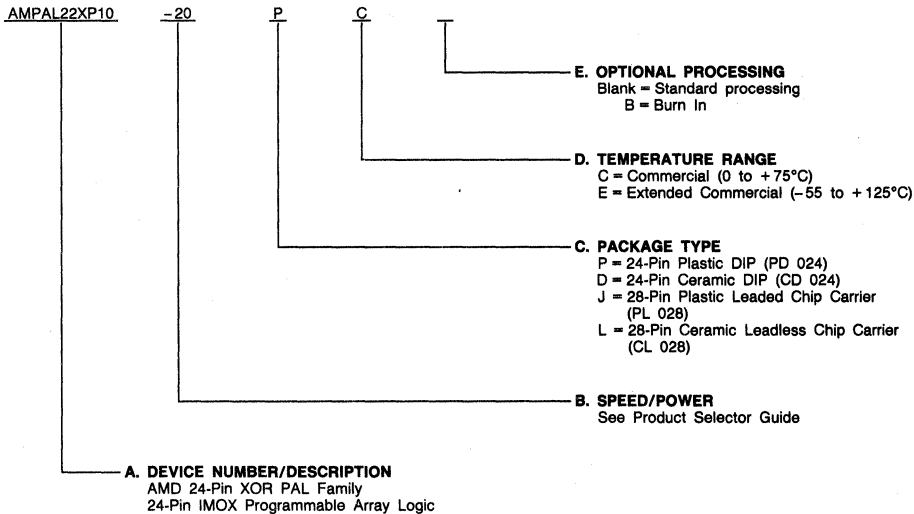 AMPAL22XP10 -20 P C
E. OPTIONAL PROCESSING
Blank = Standard processing
B = Burn In
D. TEMPERATURE RANGE
C = Commercial (0 to +75°C)
E = Extended Commercial (–55 to +125°C)
C. PACKAGE TYPE
P = 24-Pin Plastic DIP (PD 024)
D = 24-Pin Ceramic DIP (CD 024)
J = 28-Pin Plastic Leaded Chip Carrier
(PL 028)
L = 28-Pin Ceramic Leadless Chip Carrier
(CL 028)
B. SPEED/POWER
See Product Selector Guide
A. DEVICE NUMBER/DESCRIPTION
AMD 24-Pin XOR PAL Family
24-Pin IMOX Programmable Array Logic